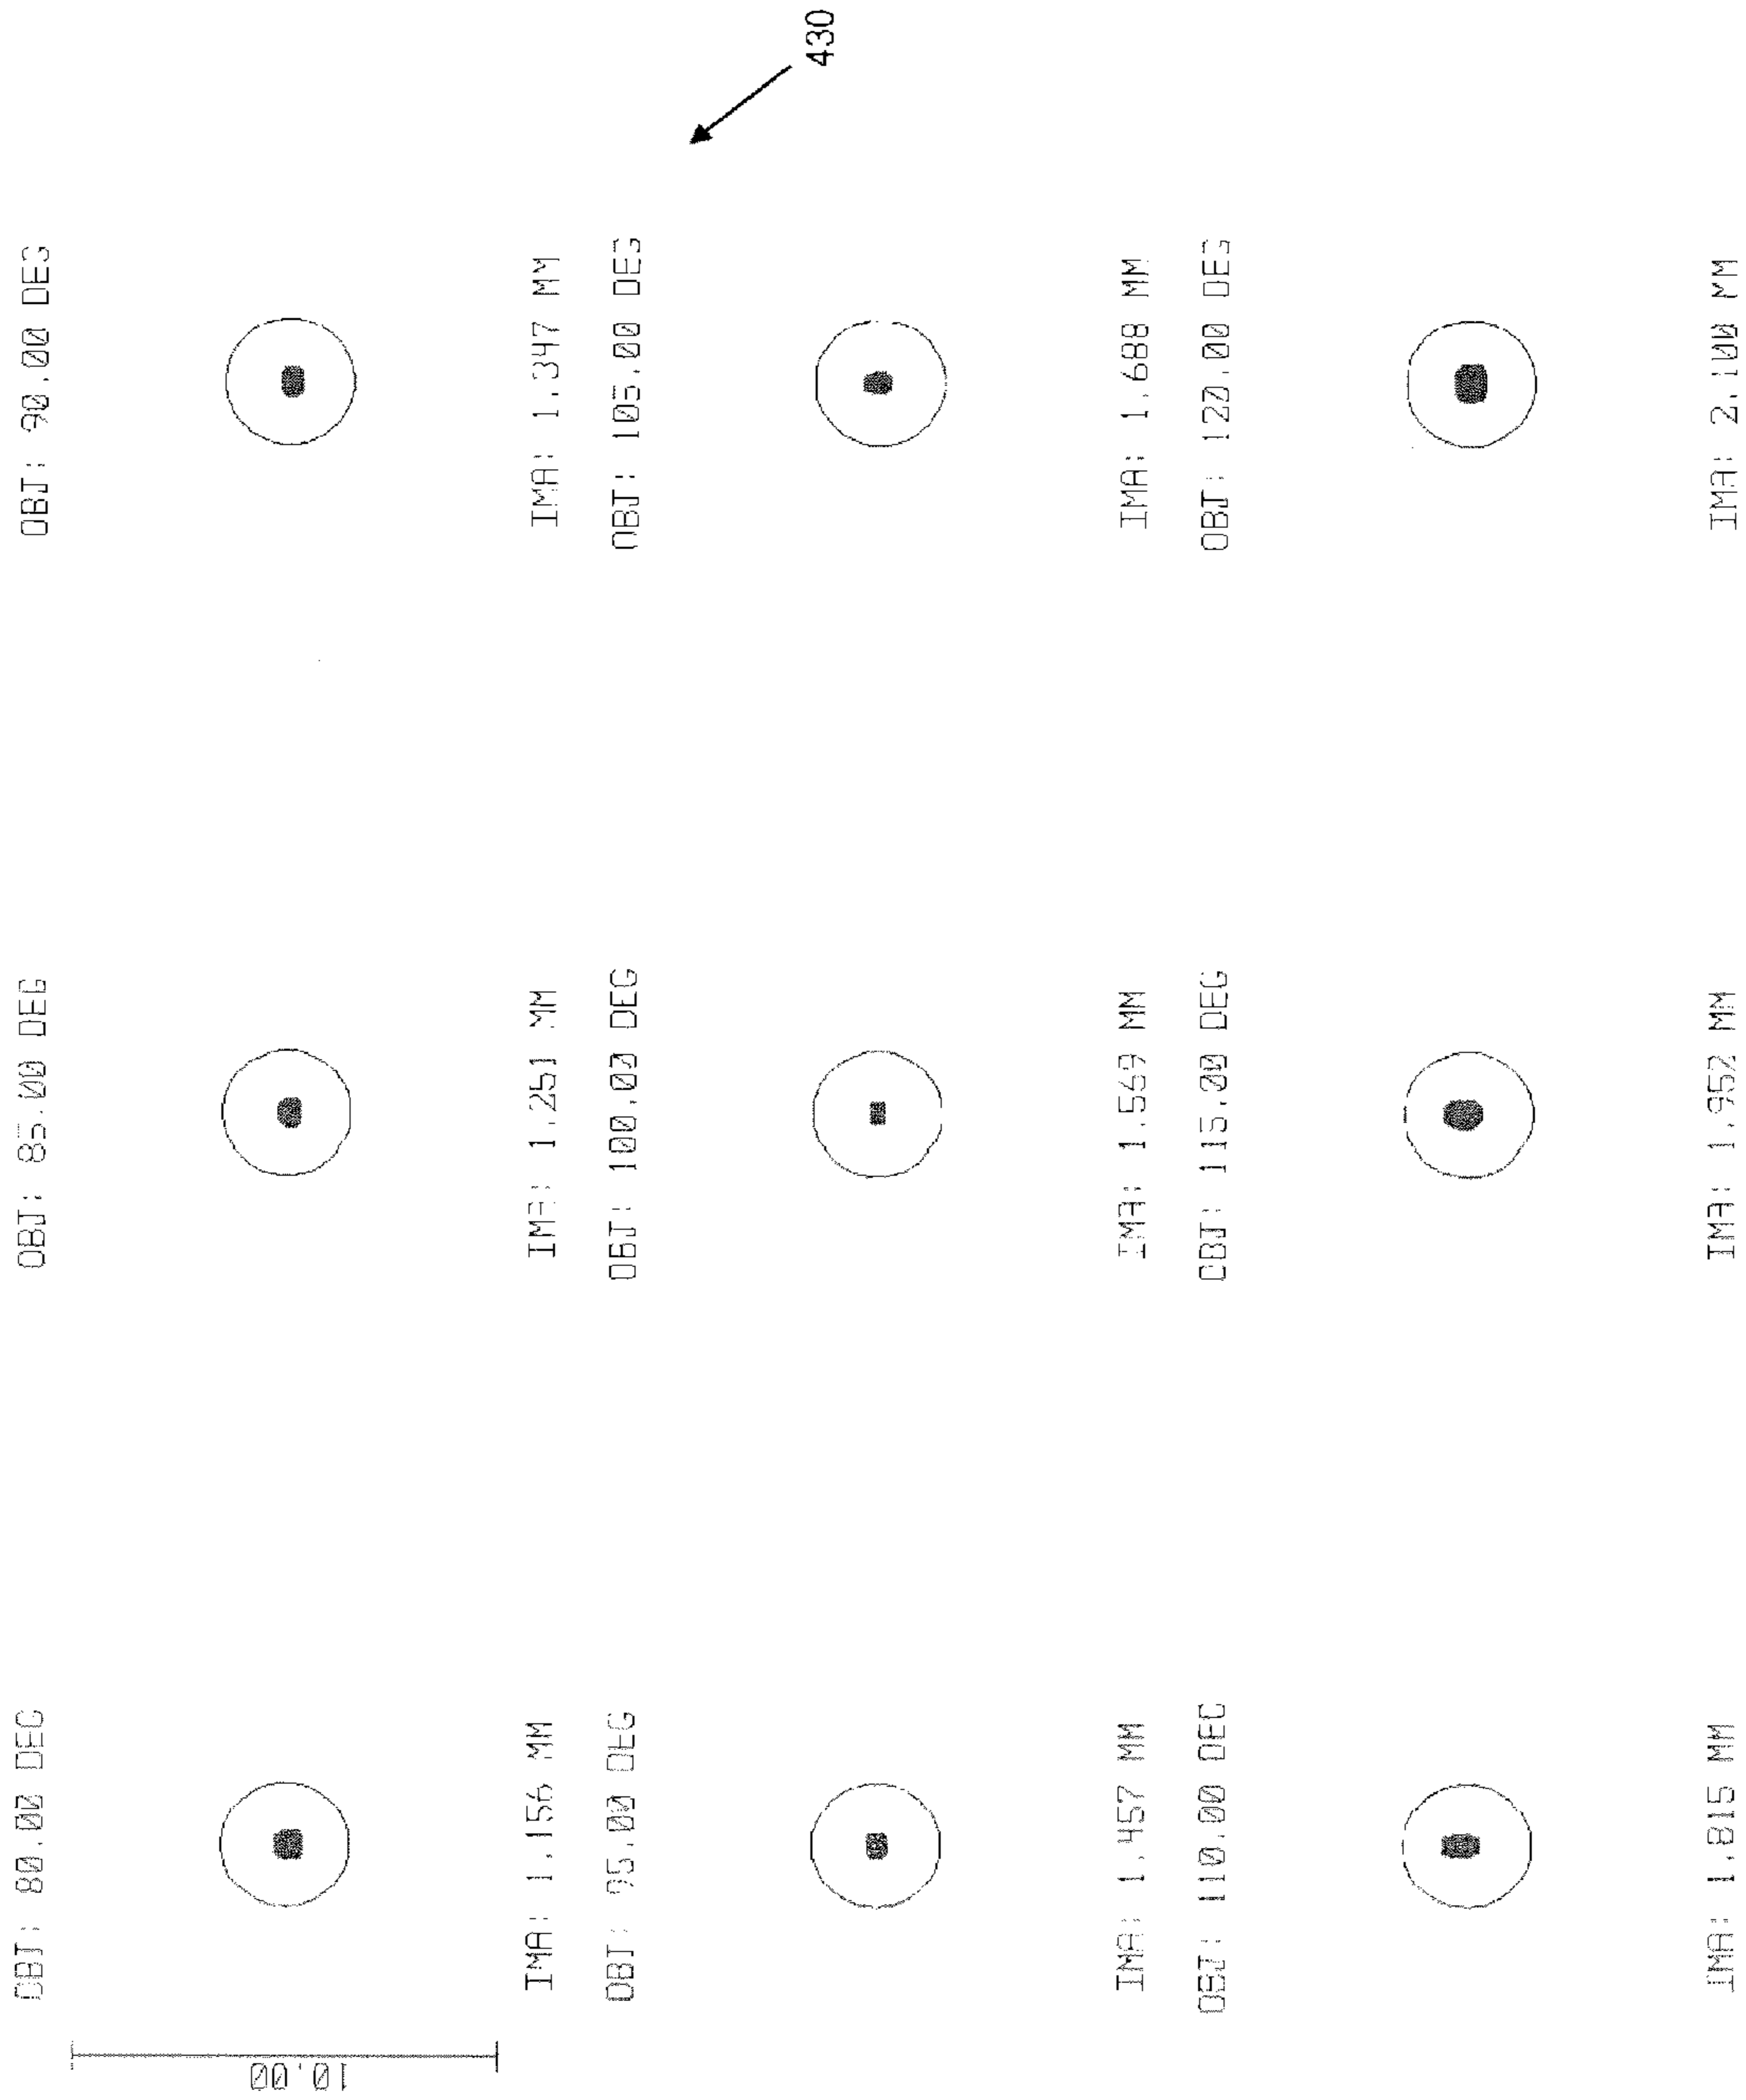 430
OBJ: 80.00 DEG
OBJ: 85.00 DEG
OBJ: 90.00 DEG
10.00
IMA: 1.156 MM
IMA: 1.251 MM
IMA: 1.347 MM
OBJ: 95.00 DEG
OBJ: 100.00 DEG
OBJ: 105.00 DEG
IMA: 1.457 MM
IMA: 1.569 MM
IMA: 1.688 MM
OBJ: 110.00 DEG
OBJ: 115.00 DEG
OBJ: 120.00 DEG
IMA: 1.815 MM
IMA: 1.952 MM
IMA: 2.100 MM